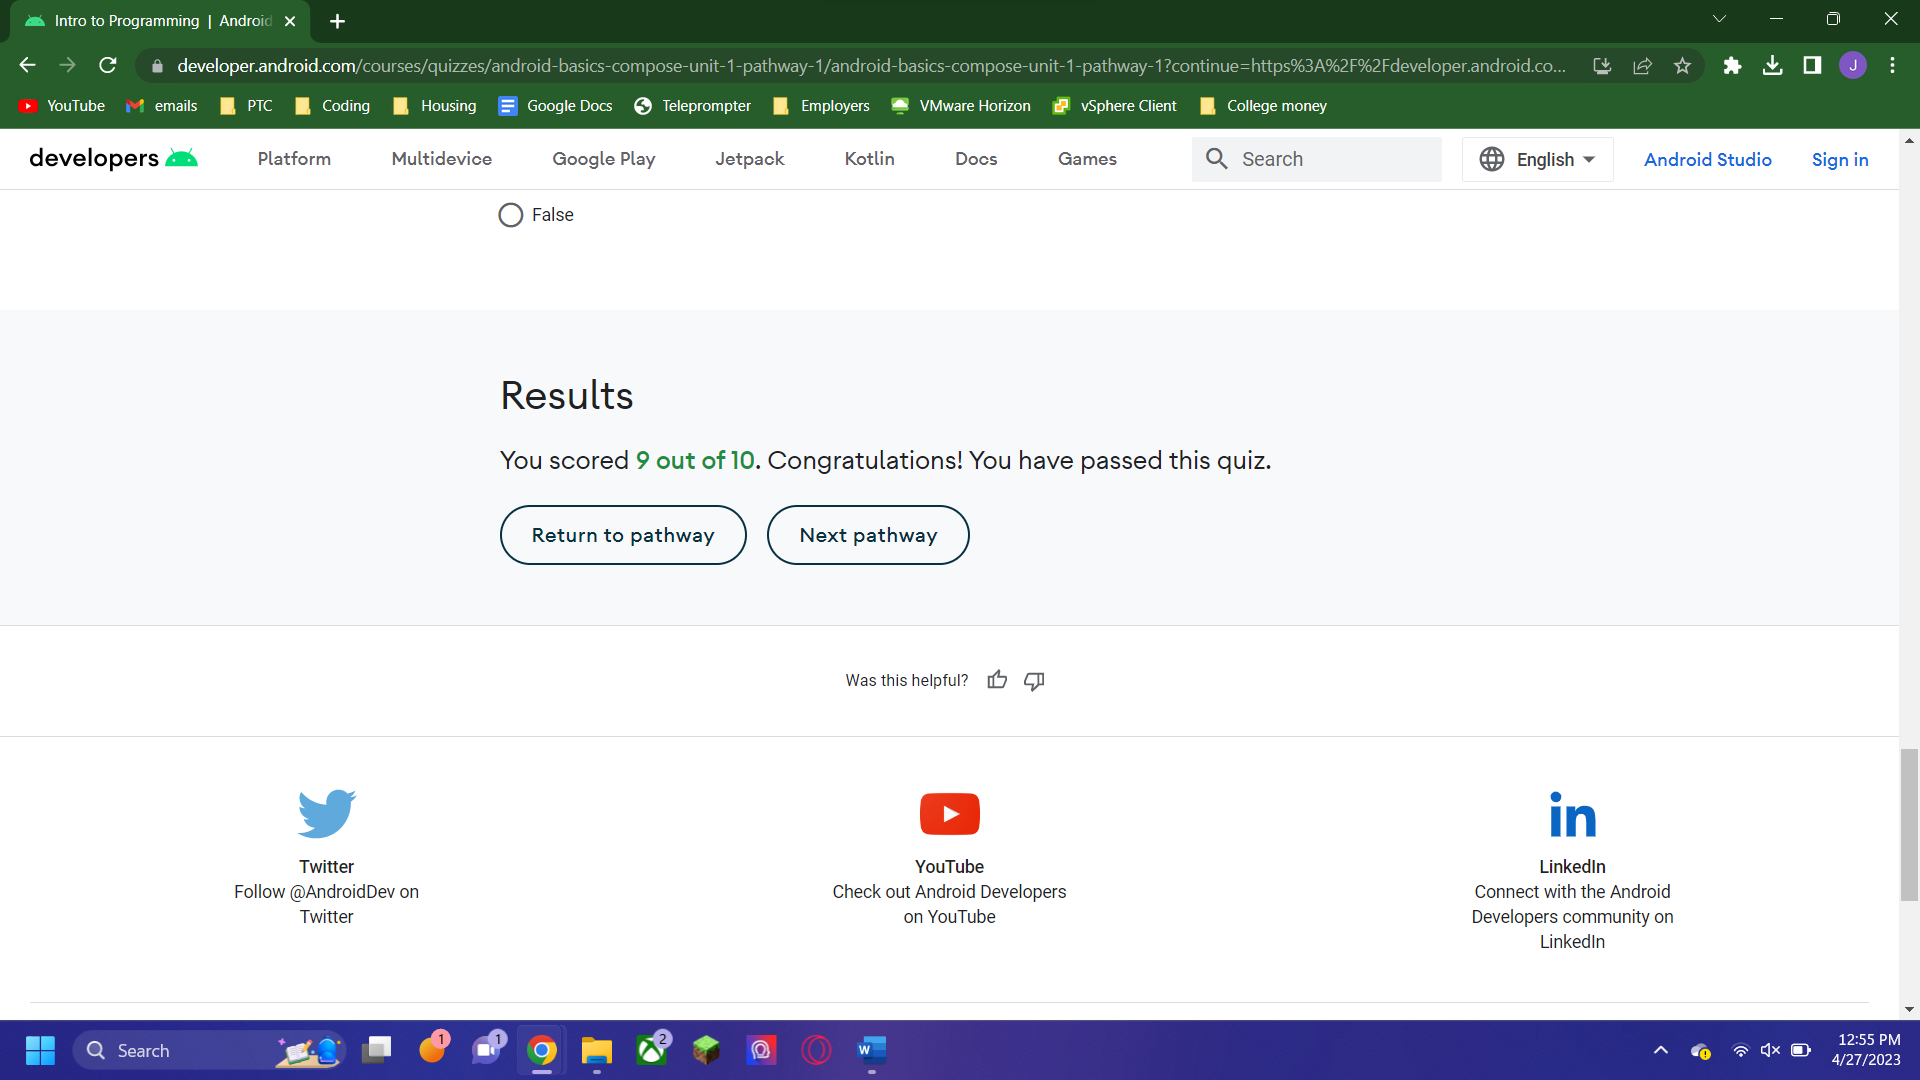 Intro to Programming | Android
developer.android.com/courses/quizzes/android-basics-compose-unit-1-pathway-1/android-basics-compose-unit-1-pathway-1?continue=https%3A%2F%2Fdeveloper.android.co...
J
YouTube emails PTC Coding Housing Google Docs Teleprompter Employers VMware Horizon vSphere Client College money
developers Platform Multidevice Google Play Jetpack Kotlin Docs Games Search English Android Studio Sign in
False
Results
You scored 9 out of 10. Congratulations! You have passed this quiz.
Return to pathway Next pathway
Was this helpful?
in
Twitter
Follow @AndroidDev on
Twitter
YouTube
Check out Android Developers
on YouTube
LinkedIn
Connect with the Android
Developers community on
LinkedIn
Search 1 1 2 W
12:55 PM
4/27/2023